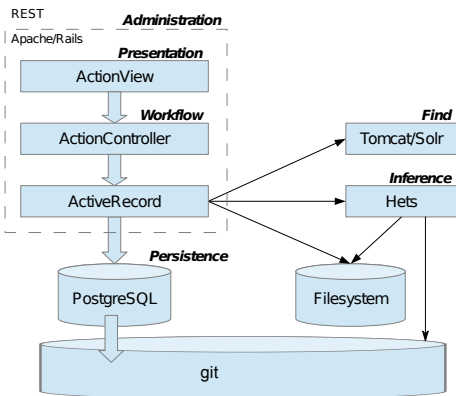 REST
Administration
Apache/Rails
Presentation
ActionView
Workflow
ActionController
Find
Tomcat/Solr
ActiveRecord
Inference
Hets
Persistence
PostgreSQL
Filesystem
git